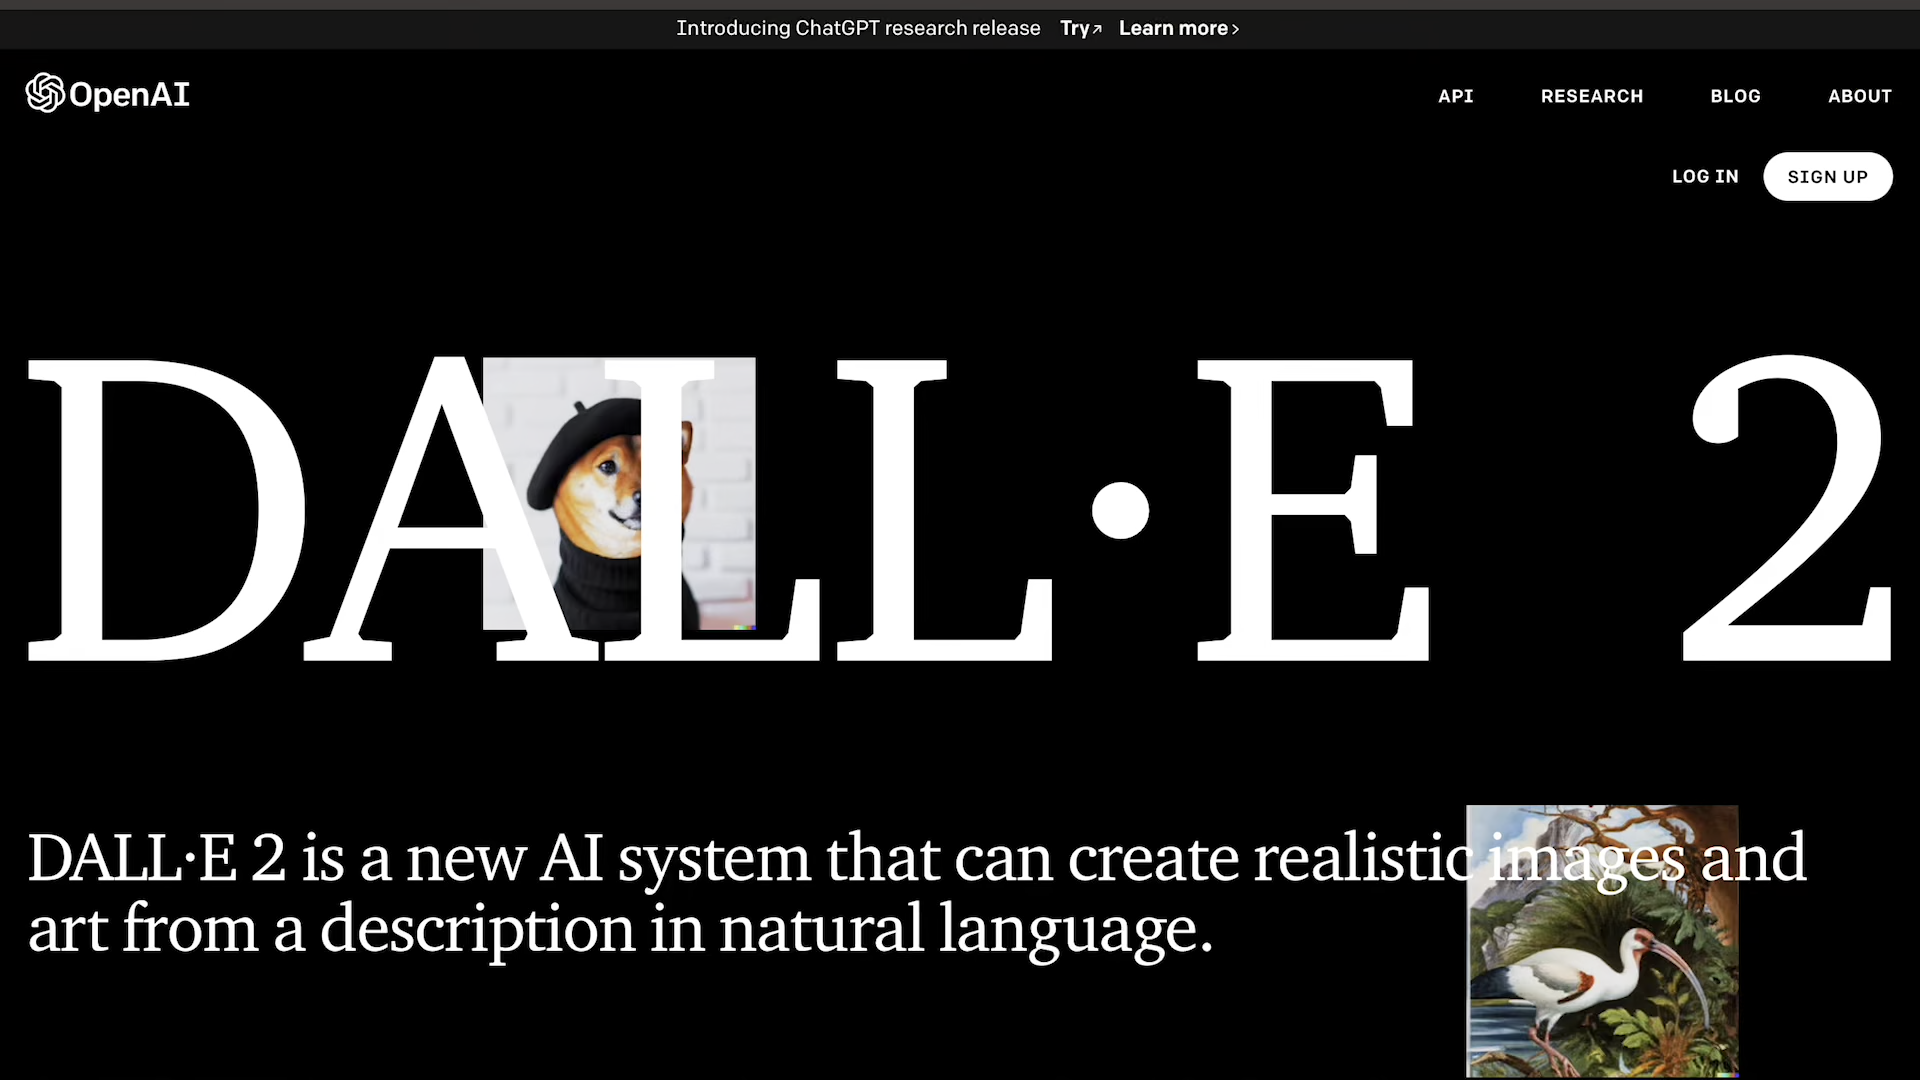 Introducing ChatGPT research release Try↗ Learn more ›
OpenAI
API RESEARCH BLOG ABOUT
LOG IN SIGN UP
DALL·E 2
DALL·E 2 is a new AI system that can create realistic images and
art from a description in natural language.